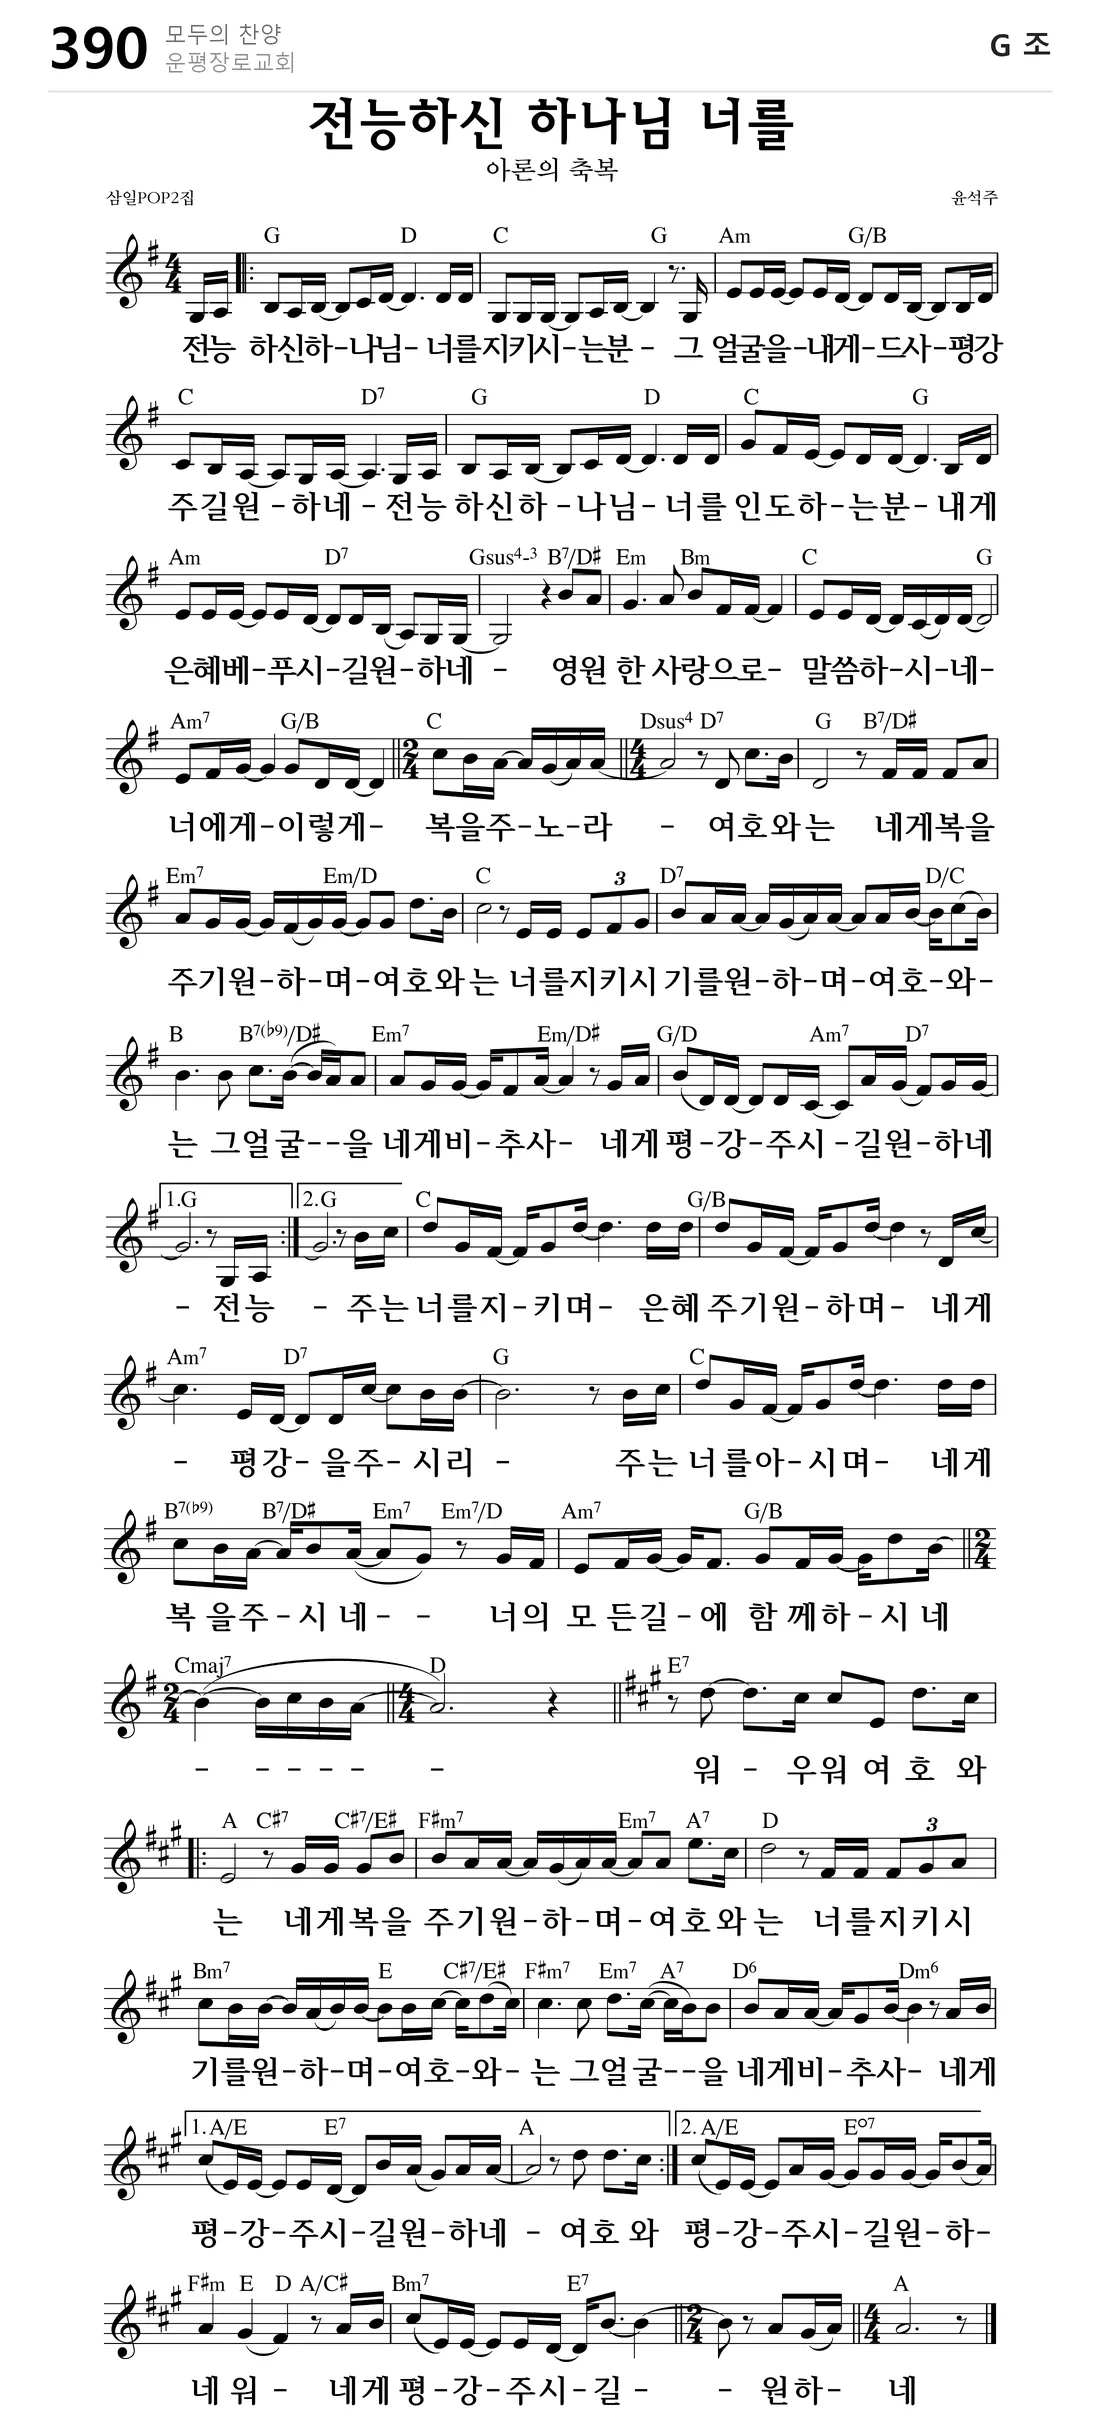 390 모두의 찬양
운평장로교회
G 조
전능하신 하나님 너를
아론의 축복
삼일POP2집 윤석주
G D C G Am G/B
전능 하신하-나님- 너를지키시-는분- 그 얼굴을-내게-드사-평강
C D7 G D C G
주길원 -하네- 전능 하신하 -나님- 너를 인도하-는분- 내게
Am D7 Gsus4-3 B7/D# Em Bm C G
은혜베-푸시-길원-하네 - 영원 한 사랑으로- 말씀하-시-네-
Am7 G/B C Dsus4 D7 G B7/D#
너에게-이렇게- 복을주-노-라 - 여호와는 네게복을
Em7 Em/D C 3 D7 D/C
주기원-하-며-여호와는 너를지키시 기를원-하-며-여호-와-
B B7(♭9)/D# Em7 Em/D# G/D Am7 D7
는 그얼굴--을 네게비-추사- 네게 평-강-주시-길원-하네
1.G 2.G C G/B
- 전능 - 주는 너를지-키며- 은혜 주기원-하며- 네게
Am7 D7 G C
- 평강- 을주- 시리 - 주는 너를아-시며- 네게
B7(♭9) B7/D# Em7 Em7/D Am7 G/B
복 을주-시 네- - 너의 모 든길-에 함 께하-시 네
Cmaj7 D E7
- - - - - - 워 - 우워 여 호 와
A C#7 C#7/E# F#m7 Em7 A7 D 3
는 네게복을 주기원-하-며-여호와는 너를지키시
Bm7 E C#7/E# F#m7 Em7 A7 D6 Dm6
기를원-하-며-여호-와- 는 그얼굴--을 네게비-추사- 네게
1. A/E E7 A 2. A/E E°7
평-강-주시-길원-하네 - 여호 와 평-강-주시-길원-하-
F#m E D A/C# Bm7 E7 A
네 워 - 네게 평-강-주시-길 - - 원하- 네